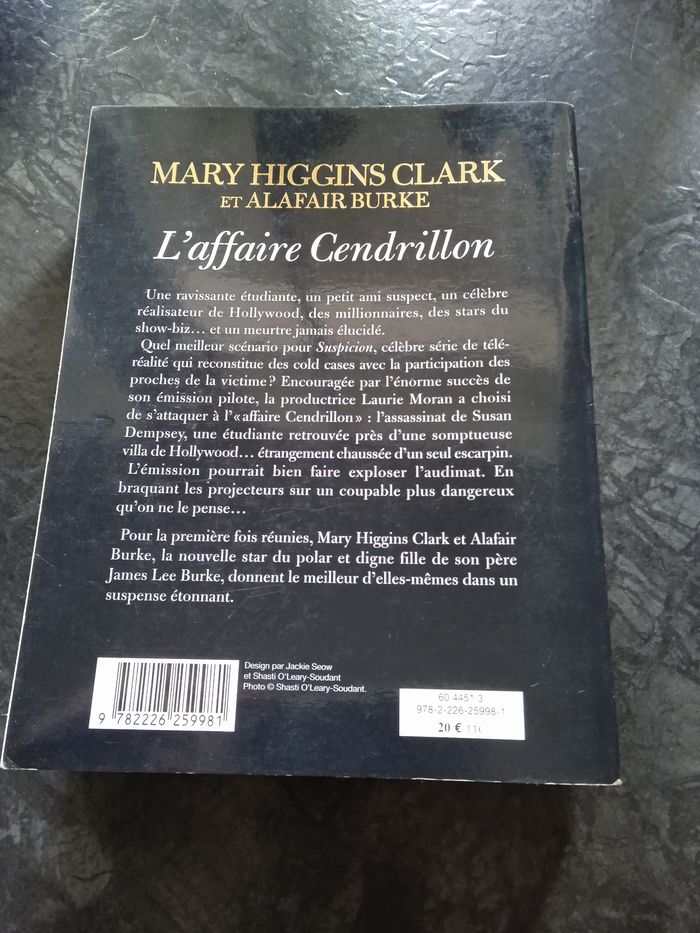 MARY HIGGINS CLARK
ET ALAFAIR BURKE
L'affaire Cendrillon
Une ravissante étudiante, un petit ami suspect, un célèbre
réalisateur de Hollywood, des millionnaires, des stars du
show-biz… et un meurtre jamais élucidé.
Quel meilleur scénario pour Suspicion, célèbre série de télé-
réalité qui reconstitue des cold cases avec la participation des
proches de la victime ? Encouragée par l'énorme succès de
son émission pilote, la productrice Laurie Moran a choisi
de s'attaquer à l'« affaire Cendrillon » : l'assassinat de Susan
Dempsey, une étudiante retrouvée près d'une somptueuse
villa de Hollywood… étrangement chaussée d'un seul escarpin.
L'émission pourrait bien faire exploser l'audimat. En
braquant les projecteurs sur un coupable plus dangereux
qu'on ne le pense…
Pour la première fois réunies, Mary Higgins Clark et Alafair
Burke, la nouvelle star du polar et digne fille de son père
James Lee Burke, donnent le meilleur d'elles-mêmes dans un
suspense étonnant.
Design par Jackie Seow
et Shasti O'Leary-Soudant
Photo © Shasti O'Leary-Soudant.
9 782226 259981
60 4451 3
978-2-226-25998-1
20 €